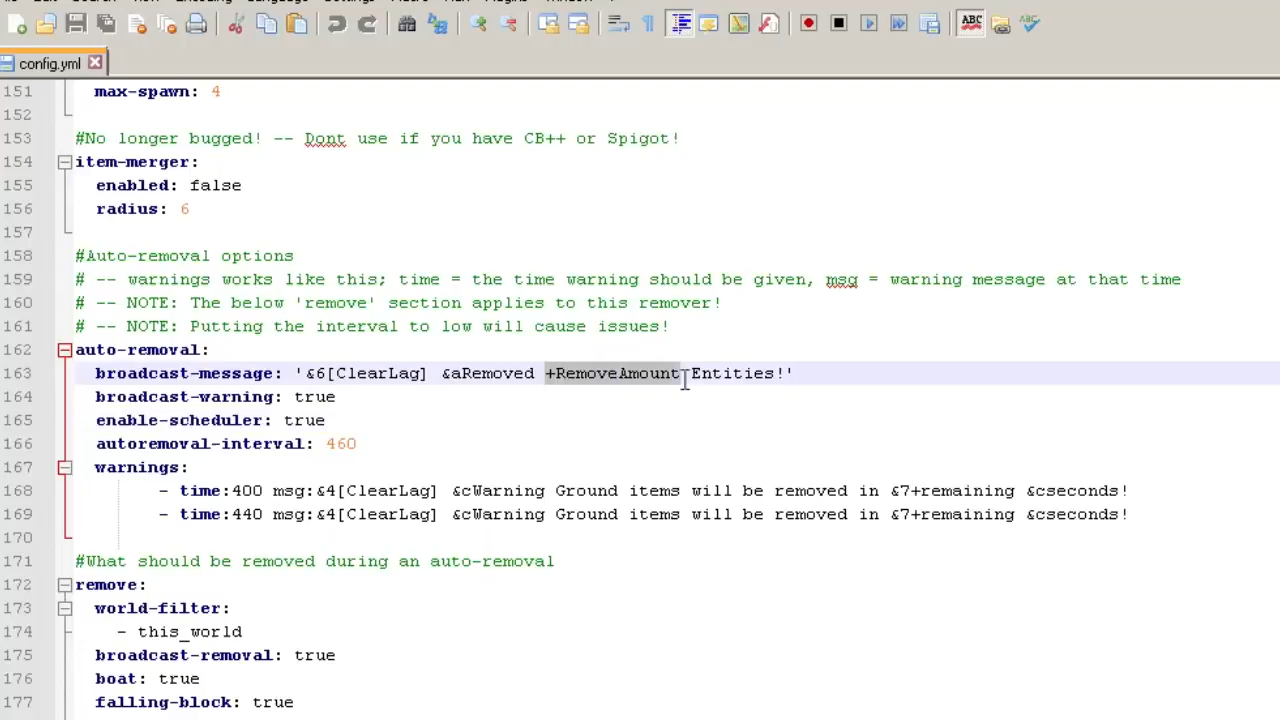 config.yml
151 max-spawn: 4
152
153 #No longer bugged! -- Dont use if you have CB++ or Spigot!
154 item-merger:
155 enabled: false
156 radius: 6
157
158 #Auto-removal options
159 # -- warnings works like this; time = the time warning should be given, msg = warning message at that time
160 # -- NOTE: The below 'remove' section applies to this remover!
161 # -- NOTE: Putting the interval to low will cause issues!
162 auto-removal:
163 broadcast-message: '&6[ClearLag] &aRemoved +RemoveAmount Entities!'
164 broadcast-warning: true
165 enable-scheduler: true
166 autoremoval-interval: 460
167 warnings:
168 - time:400 msg:&4[ClearLag] &cWarning Ground items will be removed in &7+remaining &cseconds!
169 - time:440 msg:&4[ClearLag] &cWarning Ground items will be removed in &7+remaining &cseconds!
170
171 #What should be removed during an auto-removal
172 remove:
173 world-filter:
174 - this_world
175 broadcast-removal: true
176 boat: true
177 falling-block: true